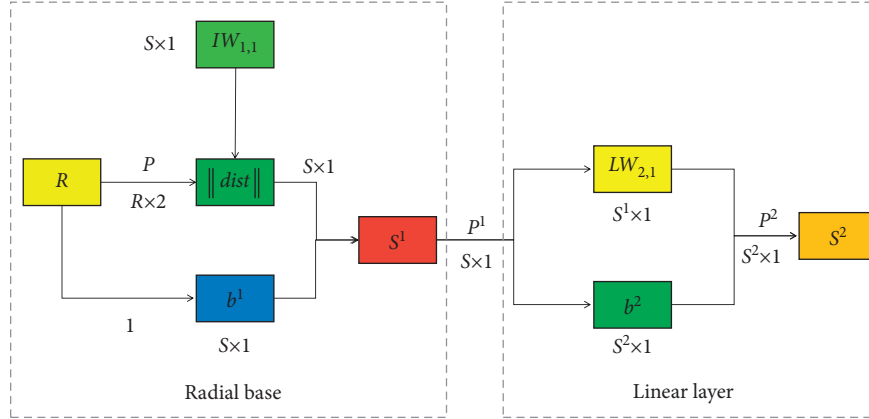 S×1
IW₁,₁
R
P
R×2
‖dist‖
S×1
1
b¹
S×1
S¹
P¹
S×1
Radial base
LW₂,₁
S¹×1
b²
S²×1
P²
S²×1
S²
Linear layer